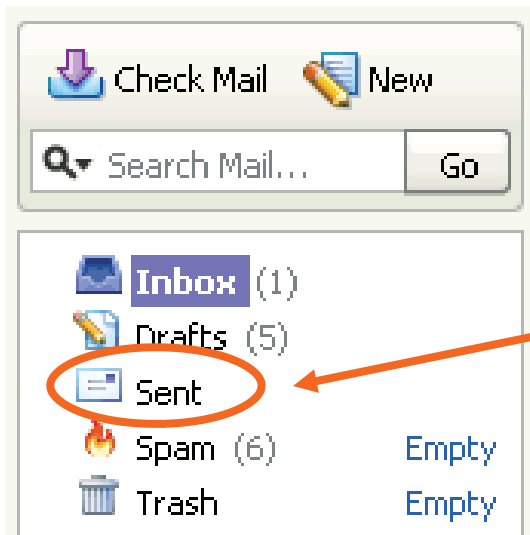 Check Mail New
Search Mail... Go
Inbox (1)
Drafts (5)
Sent
Spam (6) Empty
Trash Empty